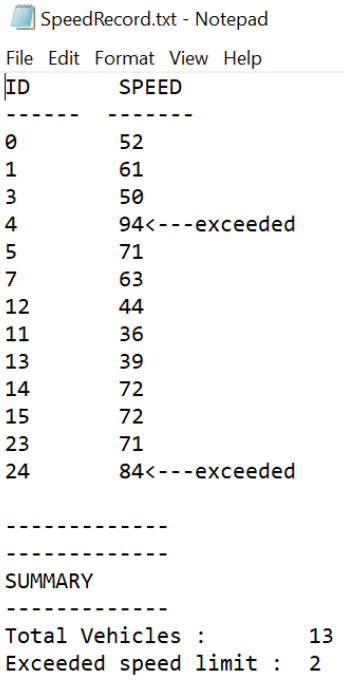 SpeedRecord.txt - Notepad
File Edit Format View Help
ID SPEED
------ -------
0 52
1 61
3 50
4 94<---exceeded
5 71
7 63
12 44
11 36
13 39
14 72
15 72
23 71
24 84<---exceeded
-------------
-------------
SUMMARY
-------------
Total Vehicles : 13
Exceeded speed limit : 2